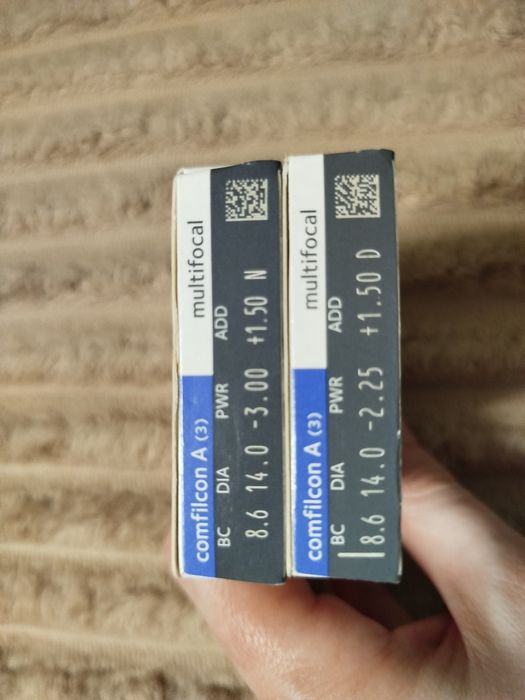 comfilcon A (3) multifocal
BC DIA PWR ADD
8.6 14.0 -3.00 +1.50 N
comfilcon A (3) multifocal
BC DIA PWR ADD
8.6 14.0 -2.25 +1.50 D